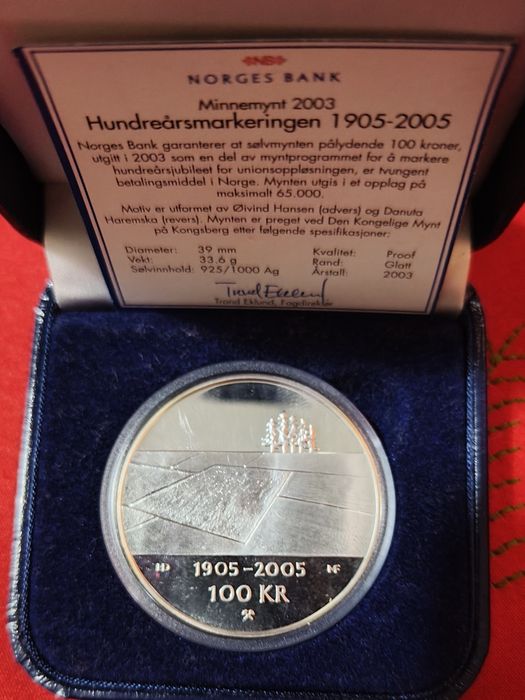 NB
NORGES BANK
Minnemynt 2003
Hundreårsmarkeringen 1905-2005
Norges Bank garanterer at sølvmynten pålydende 100 kroner,
utgitt i 2003 som en del av myntprogrammet for å markere
hundreårsjubileet for unionsoppløsningen, er tvungent
betalingsmiddel i Norge. Mynten utgis i et opplag på
maksimalt 65.000.
Motiv er utformet av Øivind Hansen (advers) og Danuta
Haremska (revers). Mynten er preget ved Den Kongelige Mynt
på Kongsberg etter følgende spesifikasjoner:
Diameter: 39 mm Kvalitet: Proof
Vekt: 33.6 g Rand: Glatt
Sølvinnhold: 925/1000 Ag Årstall: 2003
Trond Eklund
Trond Eklund, Fagdirektør
1905-2005
100 KR